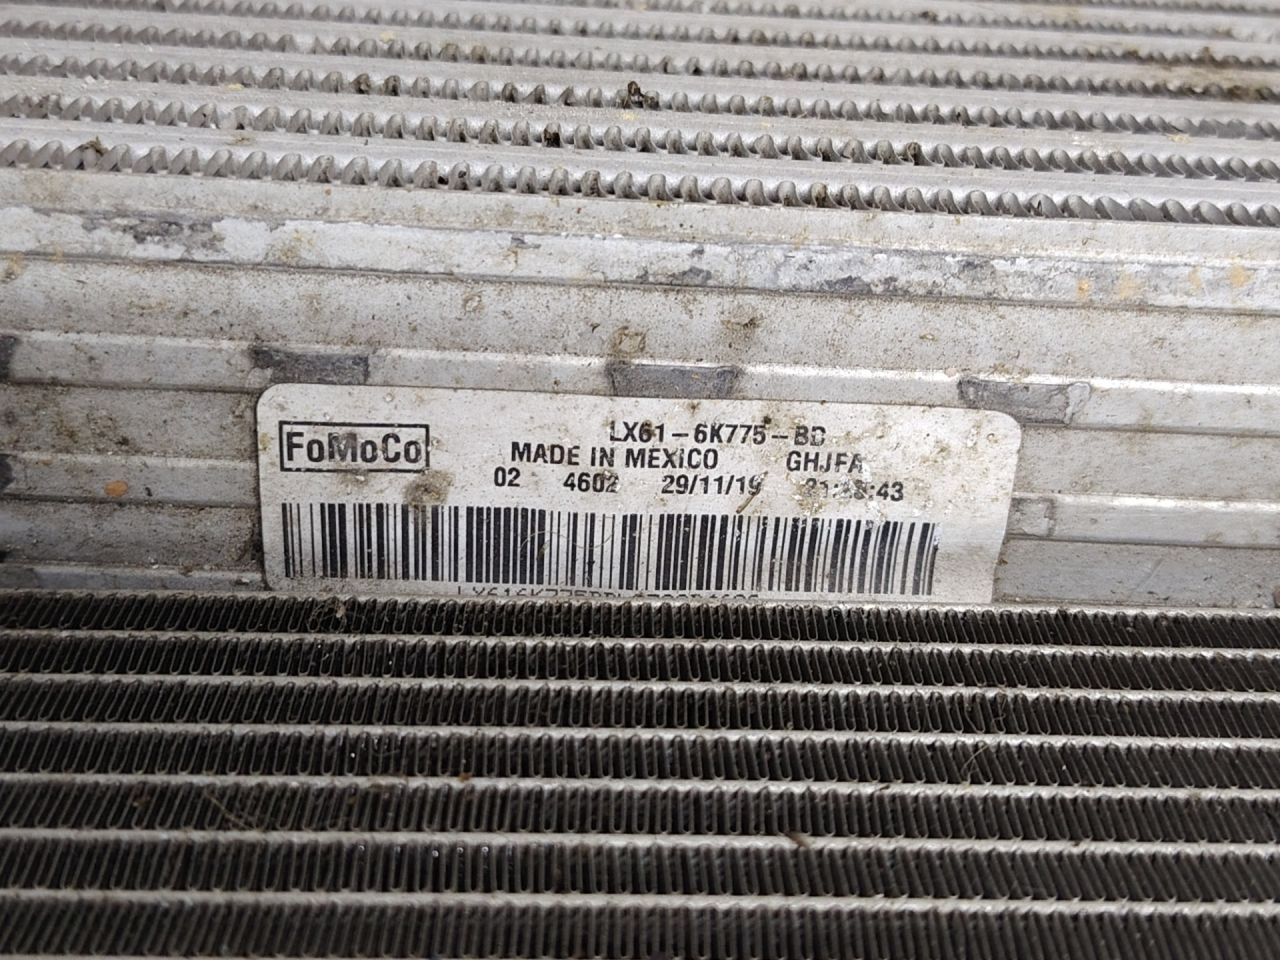 FoMoCo
LX61-6K775-BD
MADE IN MEXICO GHJFA
02 4602 29/11/19